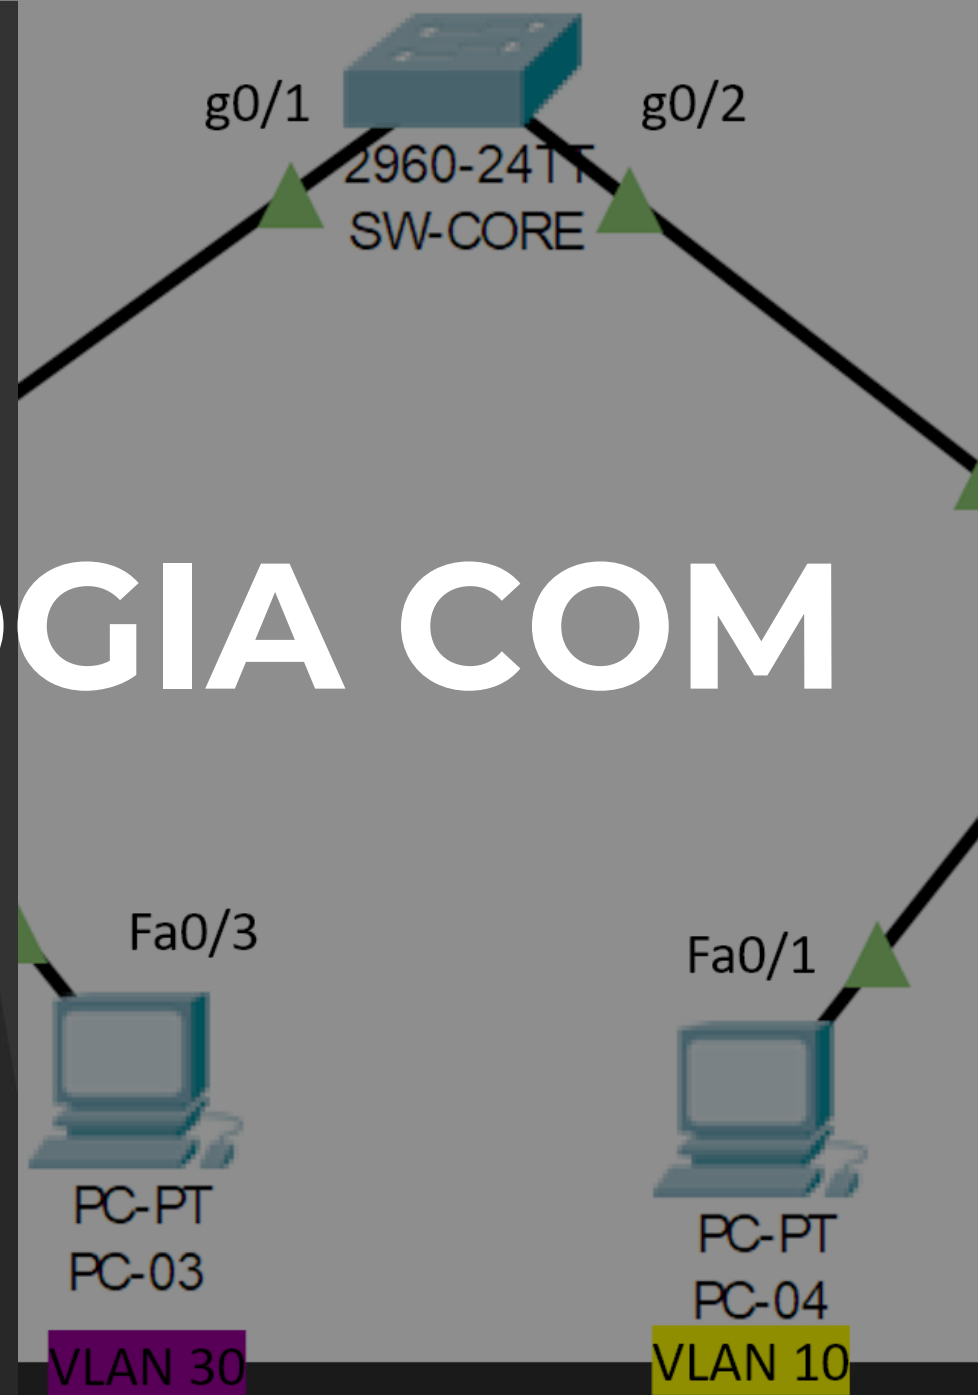 g0/1
g0/2
2960-24TT
SW-CORE
OGIA COM
Fa0/3
Fa0/1
PC-PT
PC-03
PC-PT
PC-04
VLAN 30
VLAN 10